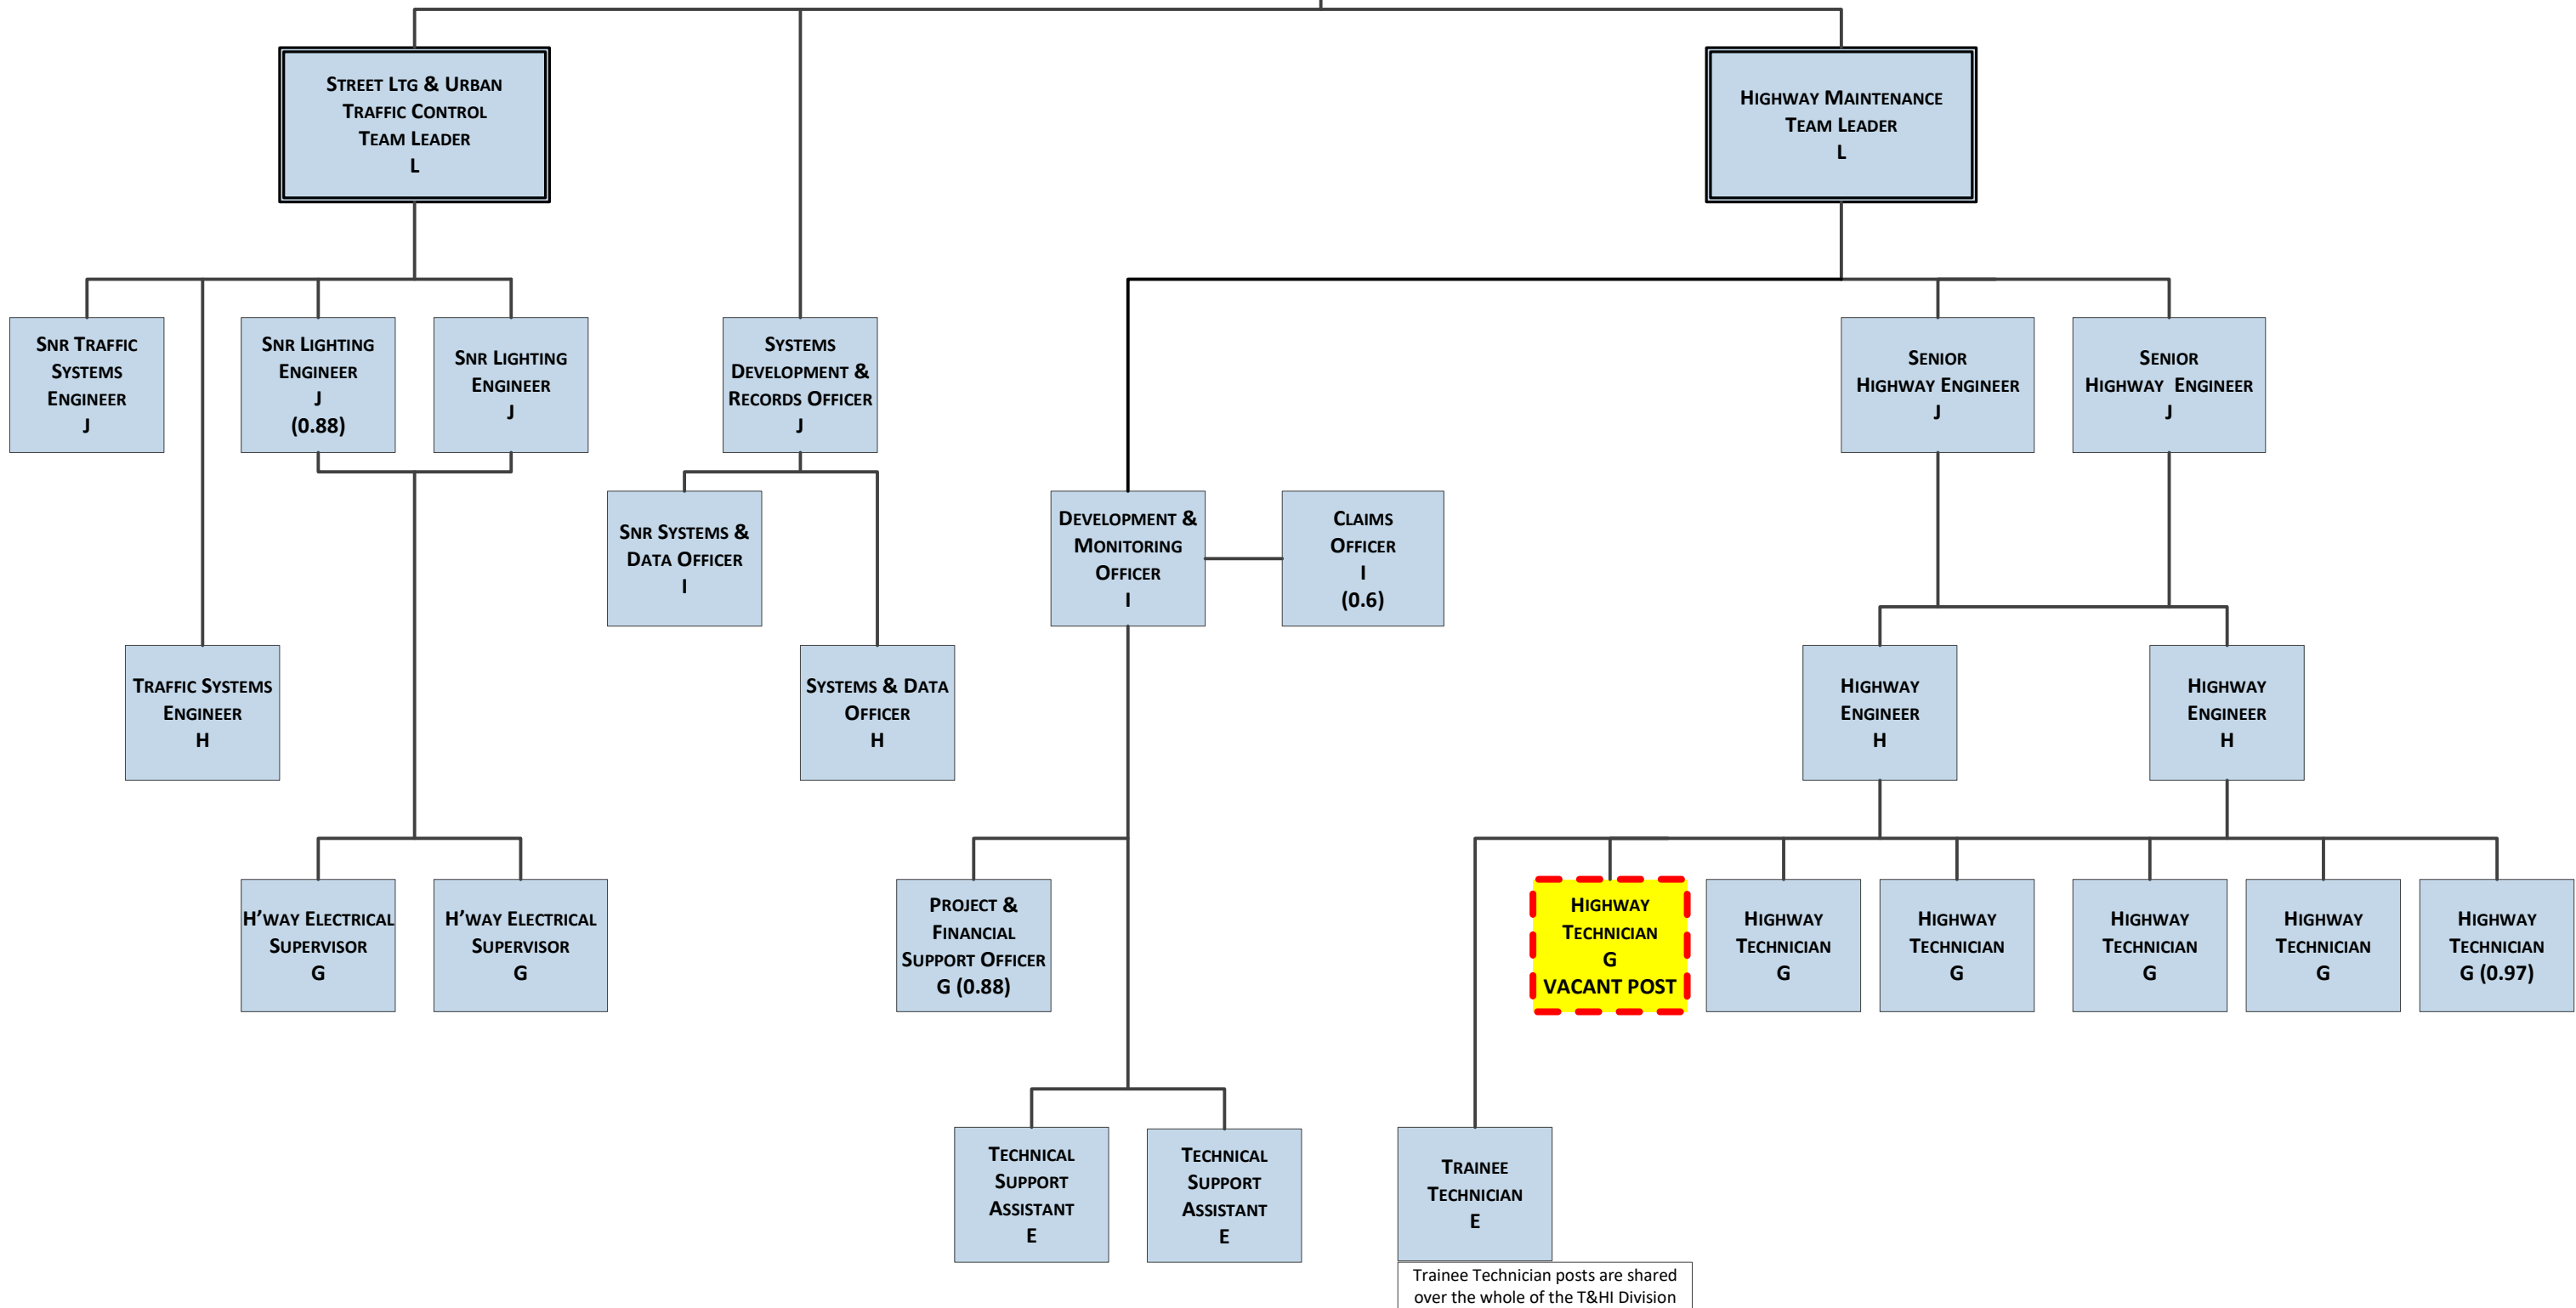 STREET LTG & URBAN
TRAFFIC CONTROL
TEAM LEADER
L
HIGHWAY MAINTENANCE
TEAM LEADER
L
SNR TRAFFIC
SYSTEMS
ENGINEER
J
SNR LIGHTING
ENGINEER
J
(0.88)
SNR LIGHTING
ENGINEER
J
SYSTEMS
DEVELOPMENT &
RECORDS OFFICER
J
SENIOR
HIGHWAY ENGINEER
J
SENIOR
HIGHWAY ENGINEER
J
SNR SYSTEMS &
DATA OFFICER
I
DEVELOPMENT &
MONITORING
OFFICER
I
CLAIMS
OFFICER
I
(0.6)
TRAFFIC SYSTEMS
ENGINEER
H
SYSTEMS & DATA
OFFICER
H
HIGHWAY
ENGINEER
H
HIGHWAY
ENGINEER
H
H'WAY ELECTRICAL
SUPERVISOR
G
H'WAY ELECTRICAL
SUPERVISOR
G
PROJECT &
FINANCIAL
SUPPORT OFFICER
G (0.88)
HIGHWAY
TECHNICIAN
G
VACANT POST
HIGHWAY
TECHNICIAN
G
HIGHWAY
TECHNICIAN
G
HIGHWAY
TECHNICIAN
G
HIGHWAY
TECHNICIAN
G
HIGHWAY
TECHNICIAN
G (0.97)
TECHNICAL
SUPPORT
ASSISTANT
E
TECHNICAL
SUPPORT
ASSISTANT
E
TRAINEE
TECHNICIAN
E
Trainee Technician posts are shared
over the whole of the T&HI Division